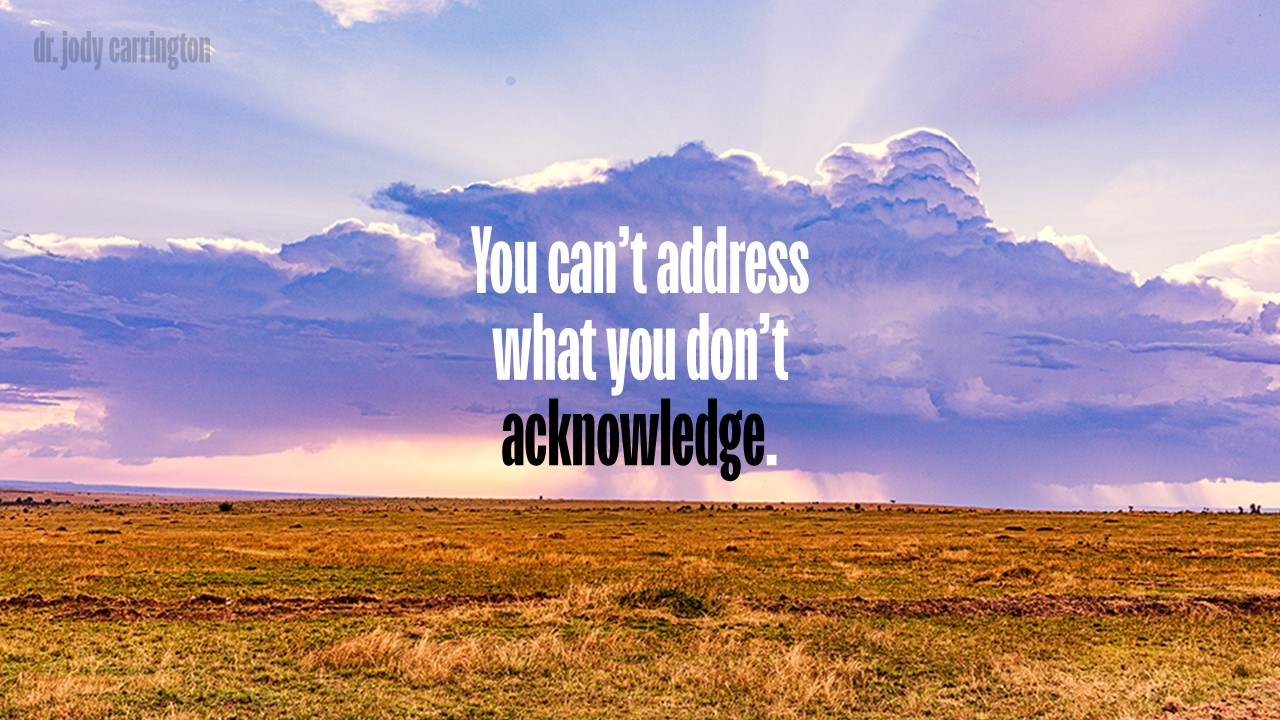 dr. jody carrington
You can’t address
what you don’t
acknowledge.